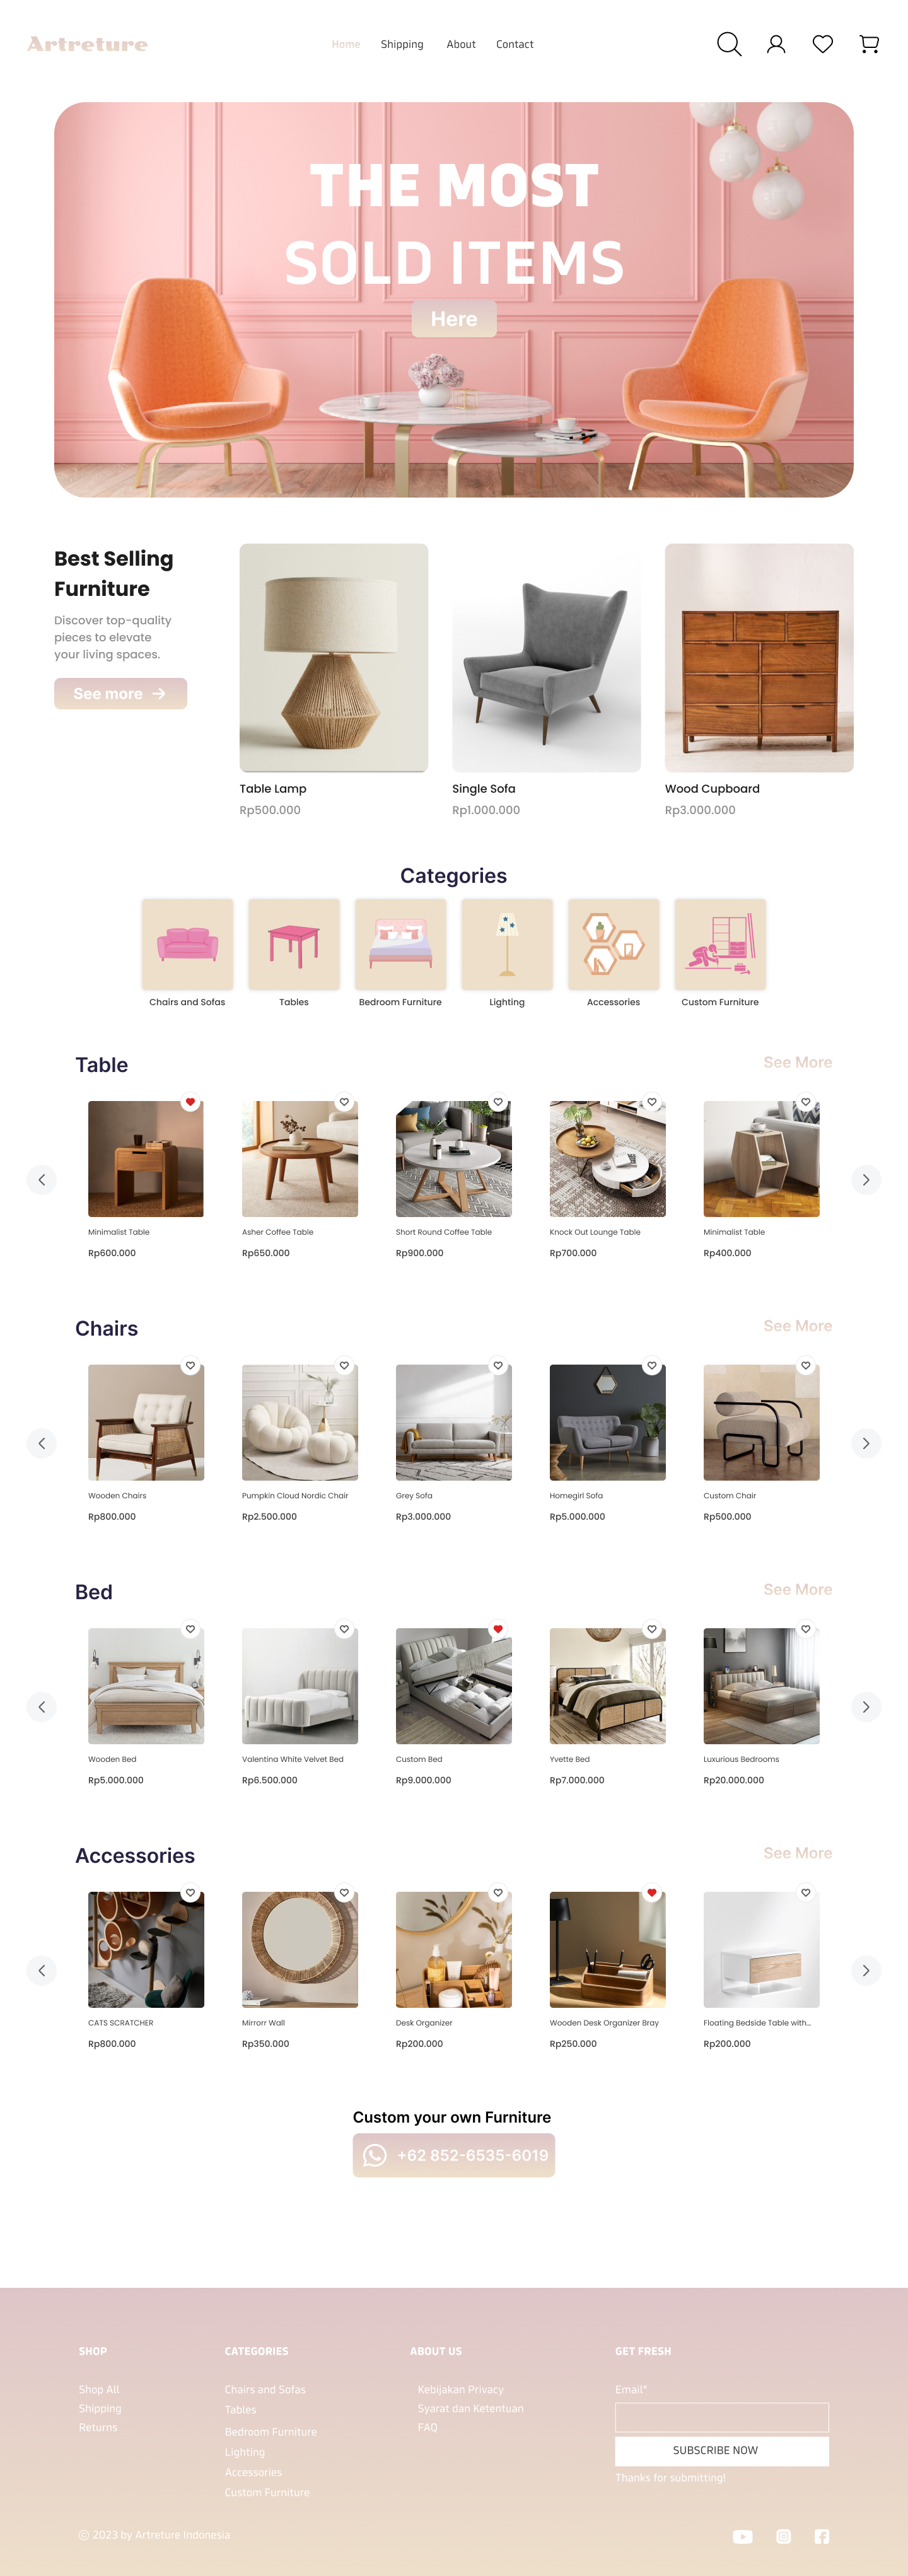 Artreture
Home
Shipping
About
Contact
THE MOST
SOLD ITEMS
Here
Best Selling
Furniture
Discover top-quality
pieces to elevate
your living spaces.
See more
Table Lamp
Rp500.000
Single Sofa
Rp1.000.000
Wood Cupboard
Rp3.000.000
Categories
Chairs and Sofas
Tables
Bedroom Furniture
Lighting
Accessories
Custom Furniture
Table
See More
Minimalist Table
Rp600.000
Asher Coffee Table
Rp650.000
Short Round Coffee Table
Rp900.000
Knock Out Lounge Table
Rp700.000
Minimalist Table
Rp400.000
Chairs
See More
Wooden Chairs
Rp800.000
Pumpkin Cloud Nordic Chair
Rp2.500.000
Grey Sofa
Rp3.000.000
Homegirl Sofa
Rp5.000.000
Custom Chair
Rp500.000
Bed
See More
Wooden Bed
Rp5.000.000
Valentina White Velvet Bed
Rp6.500.000
Custom Bed
Rp9.000.000
Yvette Bed
Rp7.000.000
Luxurious Bedrooms
Rp20.000.000
Accessories
See More
CATS SCRATCHER
Rp800.000
Mirrorr Wall
Rp350.000
Desk Organizer
Rp200.000
Wooden Desk Organizer Bray
Rp250.000
Floating Bedside Table with...
Rp200.000
Custom your own Furniture
+62 852-6535-6019
SHOP
Shop All
Shipping
Returns
CATEGORIES
Chairs and Sofas
Tables
Bedroom Furniture
Lighting
Accessories
Custom Furniture
ABOUT US
Kebijakan Privacy
Syarat dan Ketentuan
FAQ
GET FRESH
Email*
SUBSCRIBE NOW
Thanks for submitting!
© 2023 by Artreture Indonesia